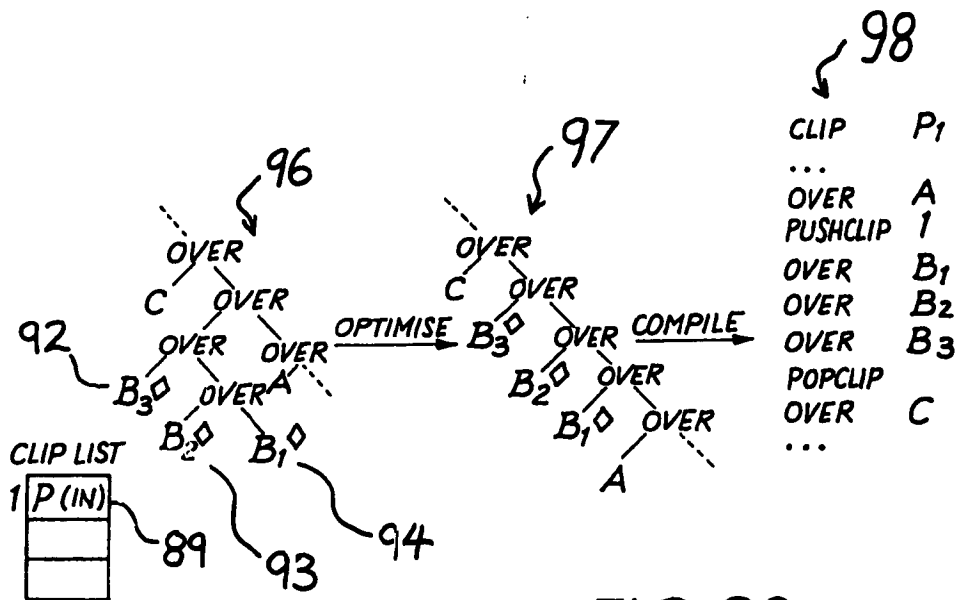 98
CLIP P1
...
OVER A
PUSHCLIP 1
OVER B1
OVER B2
OVER B3
POPCLIP
OVER C
...
96
OVER
C OVER
OVER OVER
92
B3◇ OVER A
B2◇ B1◇
93
94
OPTIMISE
97
OVER
C OVER
B3◇ OVER
B2◇ OVER
B1◇ OVER
A
COMPILE
CLIP LIST
1 P (IN)
89